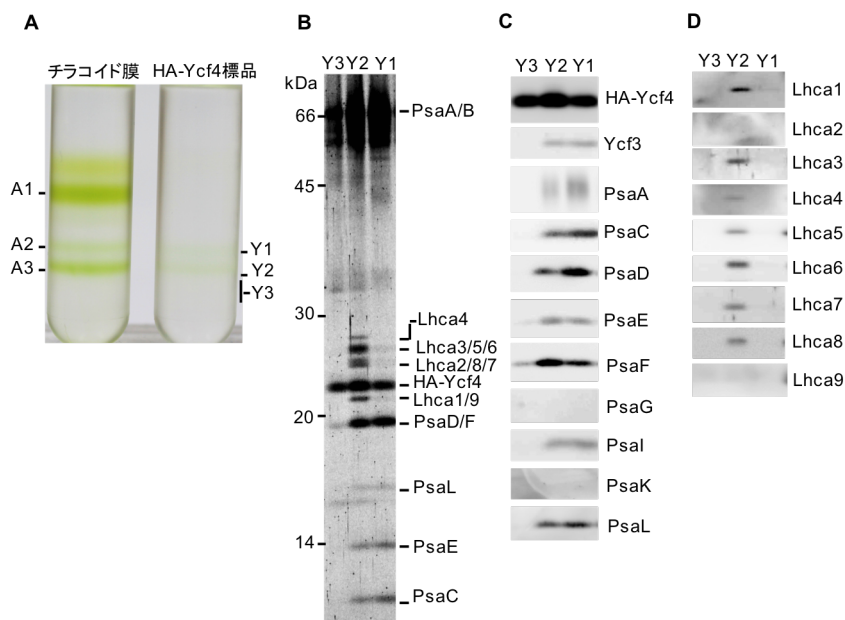 A
チラコイド膜
HA-Ycf4標品
A1
A2
A3
Y1
Y2
Y3
B
Y3 Y2 Y1
kDa
66
45
30
20
14
PsaA/B
Lhca4
Lhca3/5/6
Lhca2/8/7
HA-Ycf4
Lhca1/9
PsaD/F
PsaL
PsaE
PsaC
C
Y3 Y2 Y1
HA-Ycf4
Ycf3
PsaA
PsaC
PsaD
PsaE
PsaF
PsaG
PsaI
PsaK
PsaL
D
Y3 Y2 Y1
Lhca1
Lhca2
Lhca3
Lhca4
Lhca5
Lhca6
Lhca7
Lhca8
Lhca9